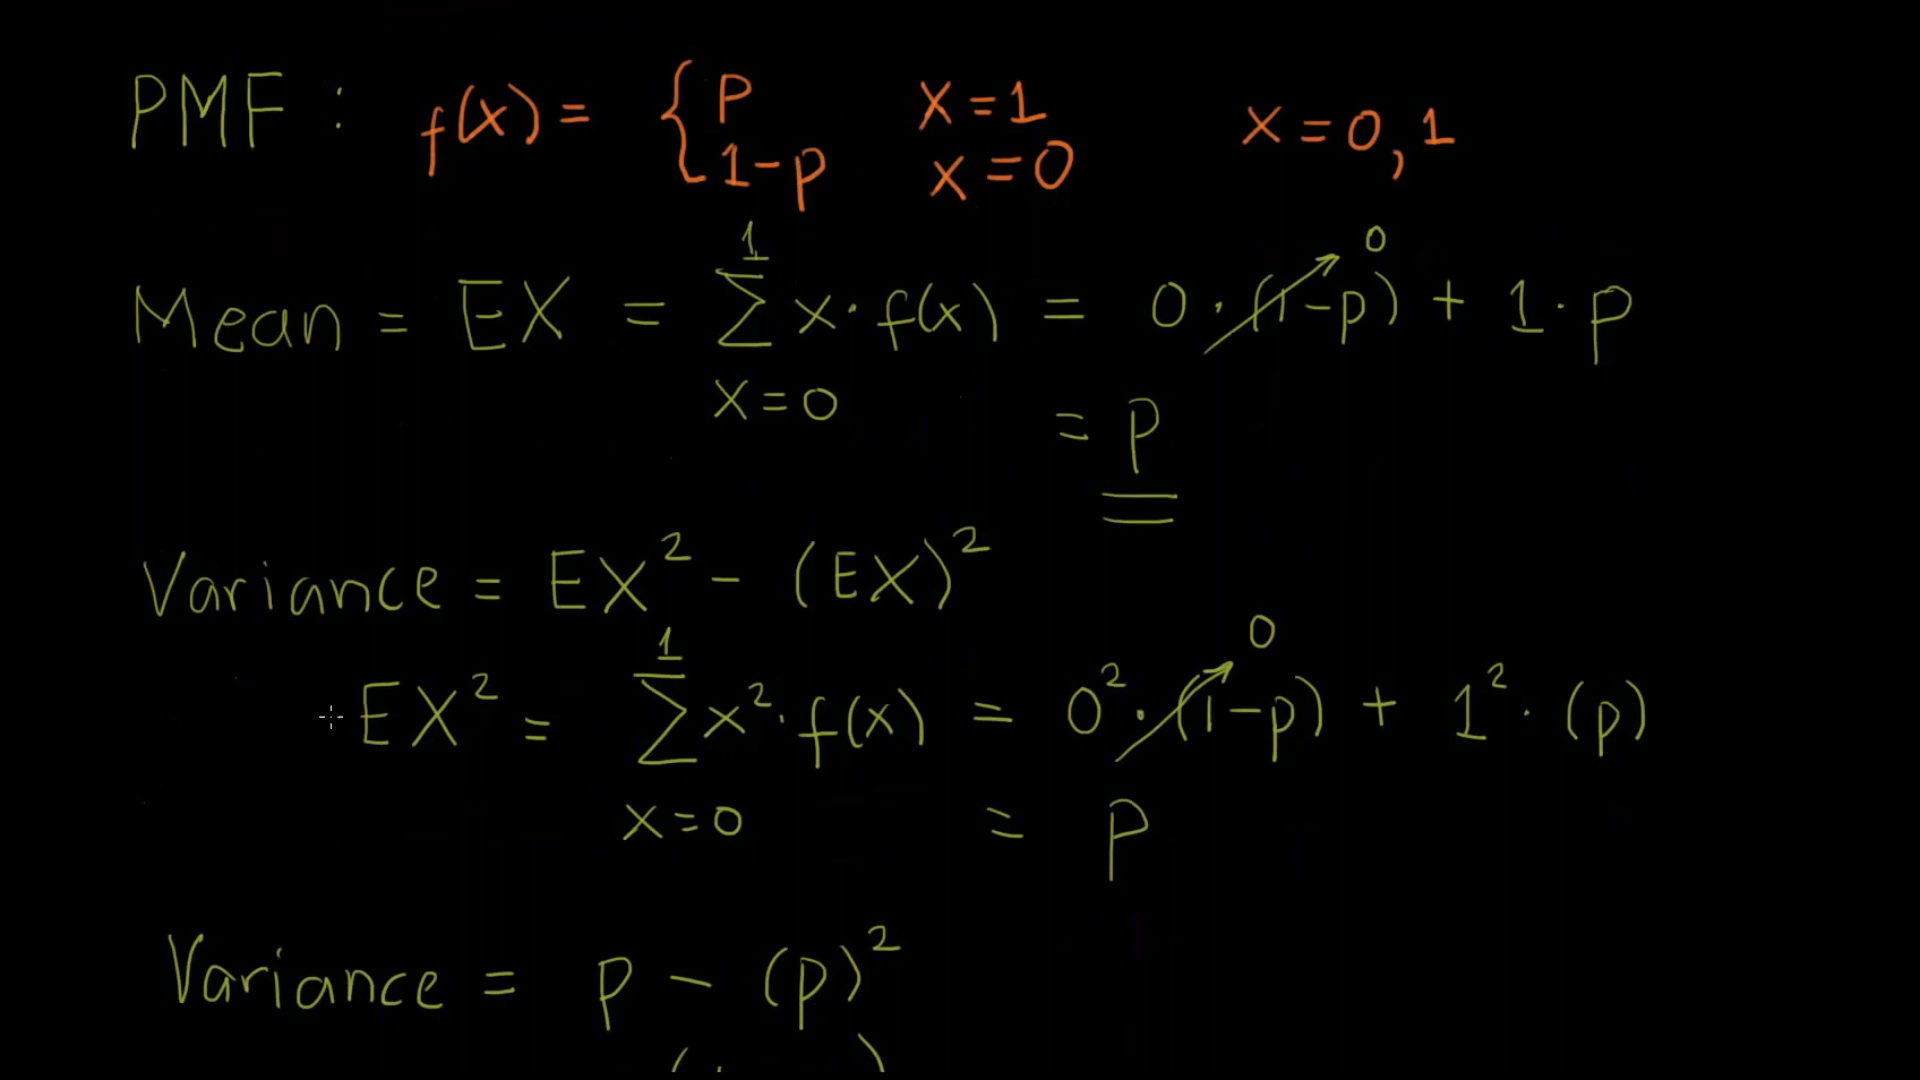 PMF : f(x) = { p x = 1 x = 0, 1
1 - p x = 0
Mean = EX = 1∑x=0 x · f(x) = 0 · (1 - p) 0 + 1 · p
= p
Variance = EX² - (EX)²
EX² = 1∑x=0 x² · f(x) = 0² · (1 - p) 0 + 1² · (p)
= p
Variance = p - (p)²